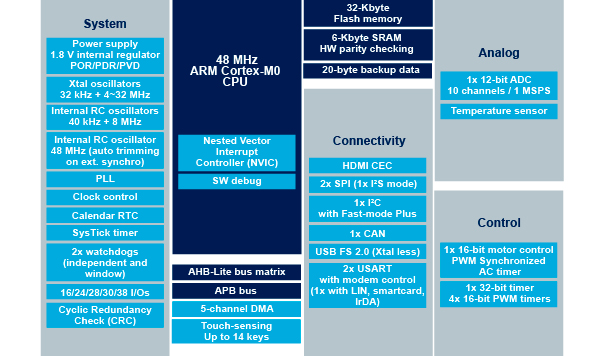 System
Power supply
1.8 V internal regulator
POR/PDR/PVD
Xtal oscillators
32 kHz + 4~32 MHz
Internal RC oscillators
40 kHz + 8 MHz
Internal RC oscillator
48 MHz (auto trimming
on ext. synchro)
PLL
Clock control
Calendar RTC
SysTick timer
2x watchdogs
(independent and
window)
16/24/28/30/38 I/Os
Cyclic Redundancy
Check (CRC)
48 MHz
ARM Cortex-M0
CPU
Nested Vector
Interrupt
Controller (NVIC)
SW debug
AHB-Lite bus matrix
APB bus
5-channel DMA
Touch-sensing
Up to 14 keys
32-Kbyte
Flash memory
6-Kbyte SRAM
HW parity checking
20-byte backup data
Connectivity
HDMI CEC
2x SPI (1x I²S mode)
1x I²C
with Fast-mode Plus
1x CAN
USB FS 2.0 (Xtal less)
2x USART
with modem control
(1x with LIN, smartcard,
IrDA)
Analog
1x 12-bit ADC
10 channels / 1 MSPS
Temperature sensor
Control
1x 16-bit motor control
PWM Synchronized
AC timer
1x 32-bit timer
4x 16-bit PWM timers